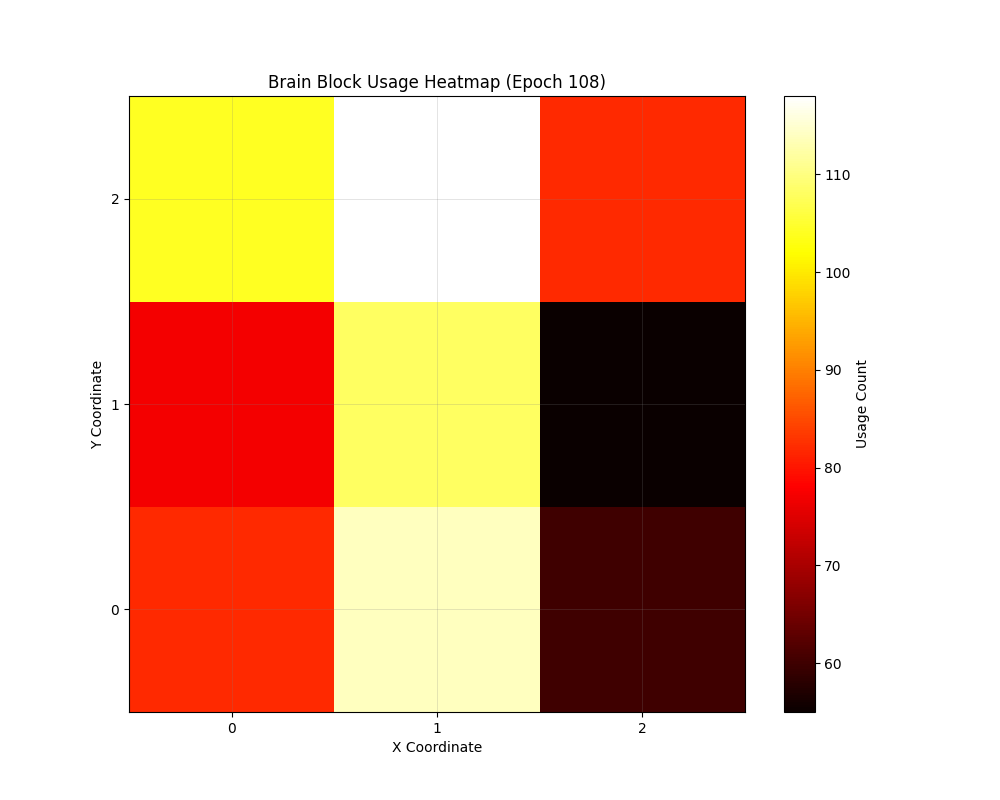 Brain Block Usage Heatmap (Epoch 108)
2
1
0
Y Coordinate
0 1 2
X Coordinate
110
100
90
80
70
60
Usage Count